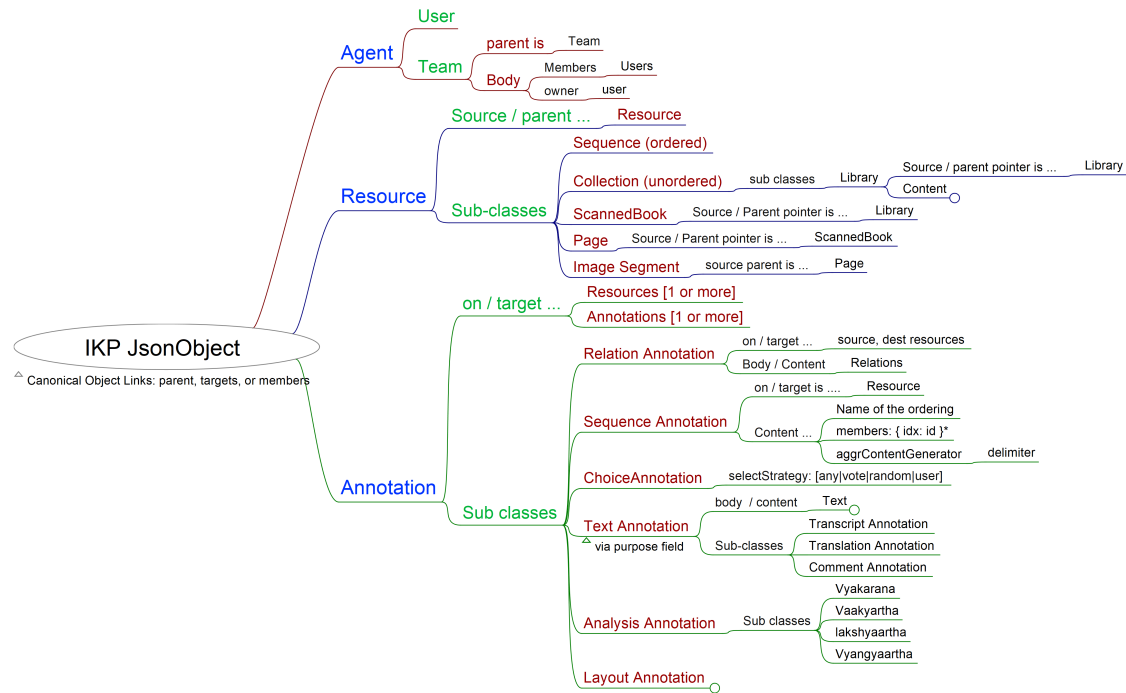 IKP JsonObject
Canonical Object Links: parent, targets, or members
Agent
User
Team
parent is
Team
Body
Members
Users
owner
user
Resource
Source / parent ...
Resource
Sub-classes
Sequence (ordered)
Collection (unordered)
sub classes
Library
Source / parent pointer is ...
Library
Content
ScannedBook
Source / Parent pointer is ...
Library
Page
Source / Parent pointer is ...
ScannedBook
Image Segment
source parent is ...
Page
Annotation
on / target ...
Resources [1 or more]
Annotations [1 or more]
Sub classes
Relation Annotation
on / target ...
source, dest resources
Body / Content
Relations
Sequence Annotation
on / target is ....
Resource
Content ...
Name of the ordering
members: { idx: id }*
aggrContentGenerator
delimiter
ChoiceAnnotation
selectStrategy: [any|vote|random|user]
Text Annotation
via purpose field
body / content
Text
Sub-classes
Transcript Annotation
Translation Annotation
Comment Annotation
Analysis Annotation
Sub classes
Vyakarana
Vaakyartha
lakshyaartha
Vyangyaartha
Layout Annotation